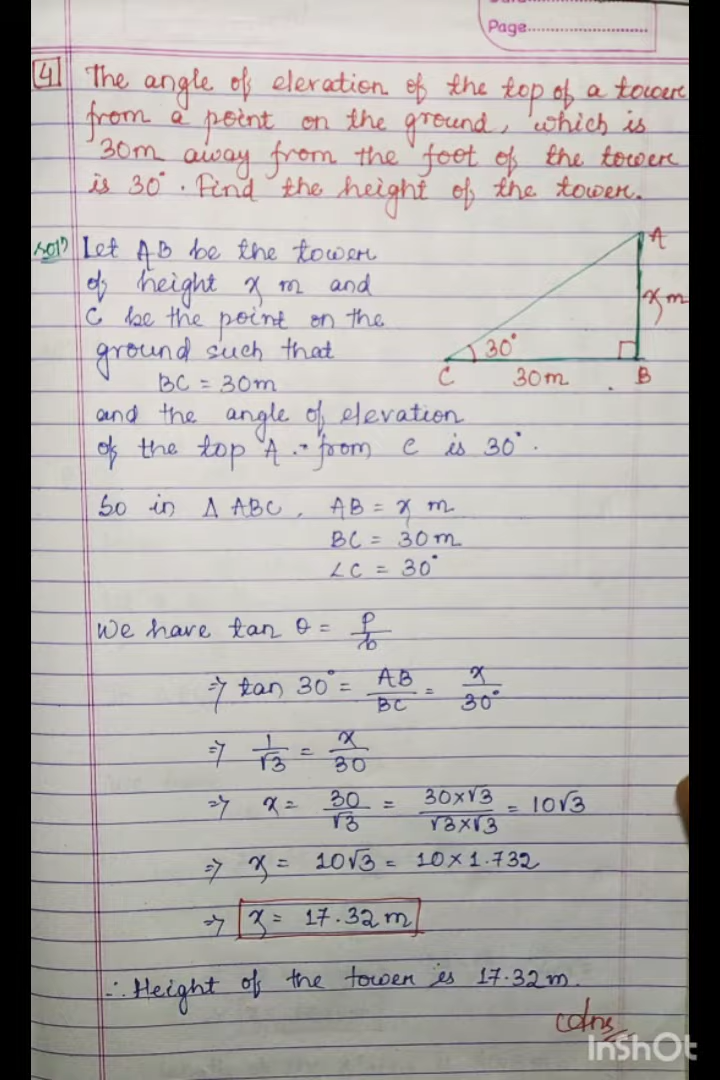 Page
[4] The angle of elevation of the top of a tower
from a point on the ground, which is
30m away from the foot of the tower
is 30°. Find the height of the tower.
Solⁿ Let AB be the tower
of height x m and
C be the point on the
ground such that
BC = 30m
and the angle of elevation
of the top A from C is 30°.
A
x m
30°
C 30m B
So in Δ ABC, AB = x m
BC = 30m
∠C = 30°
We have tan θ = p/b
⇒ tan 30° = AB/BC = x/30°
⇒ 1/√3 = x/30
⇒ x = 30/√3 = 30×√3/√3×√3 = 10√3
⇒ x = 10√3 = 10×1.732
⇒ x = 17.32 m
∴ Height of the tower is 17.32m.
InShOt